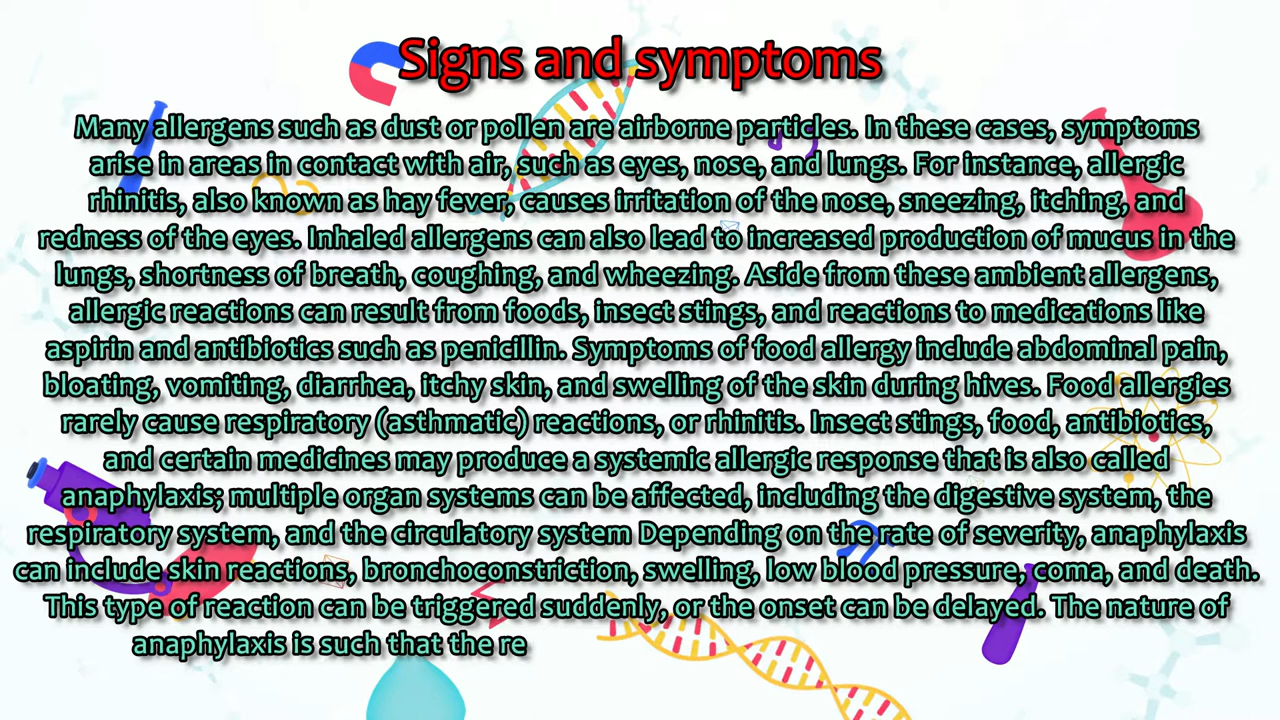 Signs and symptoms
Many allergens such as dust or pollen are airborne particles. In these cases, symptoms
arise in areas in contact with air, such as eyes, nose, and lungs. For instance, allergic
rhinitis, also known as hay fever, causes irritation of the nose, sneezing, itching, and
redness of the eyes. Inhaled allergens can also lead to increased production of mucus in the
lungs, shortness of breath, coughing, and wheezing. Aside from these ambient allergens,
allergic reactions can result from foods, insect stings, and reactions to medications like
aspirin and antibiotics such as penicillin. Symptoms of food allergy include abdominal pain,
bloating, vomiting, diarrhea, itchy skin, and swelling of the skin during hives. Food allergies
rarely cause respiratory (asthmatic) reactions, or rhinitis. Insect stings, food, antibiotics,
and certain medicines may produce a systemic allergic response that is also called
anaphylaxis; multiple organ systems can be affected, including the digestive system, the
respiratory system, and the circulatory system Depending on the rate of severity, anaphylaxis
can include skin reactions, bronchoconstriction, swelling, low blood pressure, coma, and death.
This type of reaction can be triggered suddenly, or the onset can be delayed. The nature of
anaphylaxis is such that the re